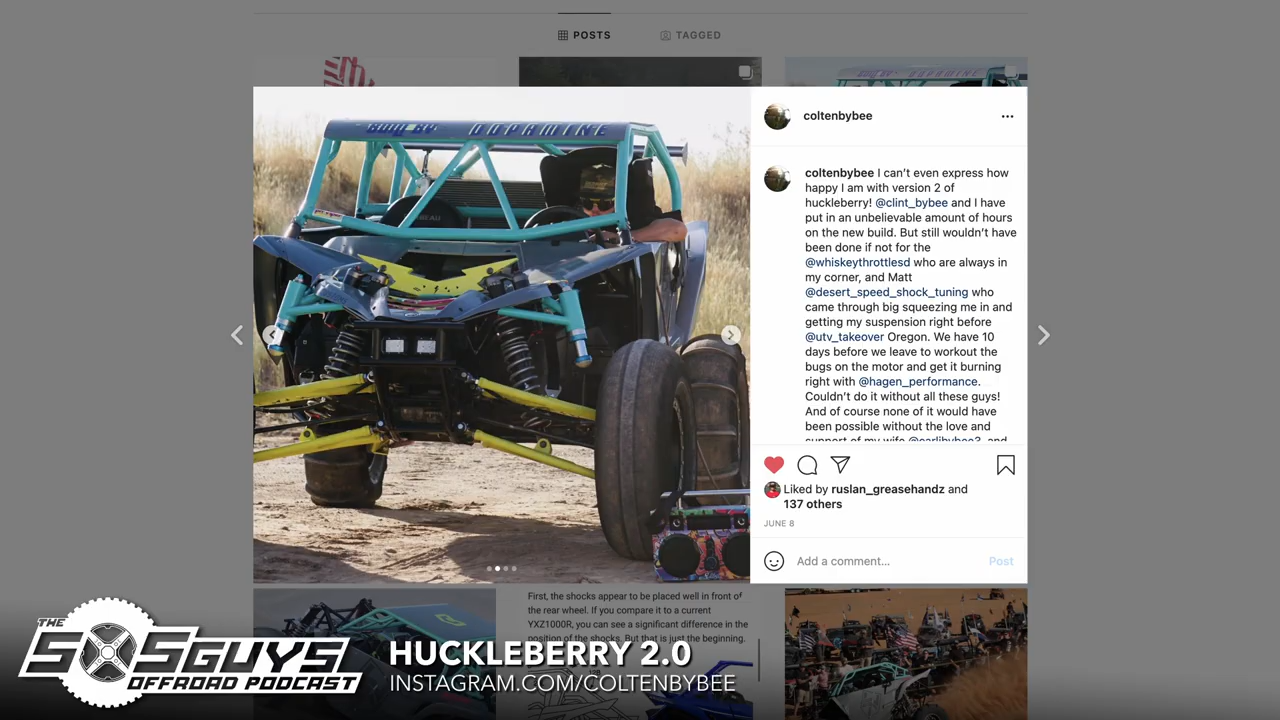 POSTS
TAGGED
DOPAMINE
coltenbybee
coltenbybee I can't even express how
happy I am with version 2 of
huckleberry! @clint_bybee and I have
put in an unbelievable amount of hours
on the new build. But still wouldn't have
been done if not for the
@whiskeythrottlesd who are always in
my corner, and Matt
@desert_speed_shock_tuning who
came through big squeezing me in and
getting my suspension right before
@utv_takeover Oregon. We have 10
days before we leave to workout the
bugs on the motor and get it burning
right with @hagen_performance.
Couldn't do it without all these guys!
And of course none of it would have
been possible without the love and
support of my wife @carlibybee3, and
Liked by ruslan_greasehandz and
137 others
JUNE 8
Add a comment...
Post
First, the shocks appear to be placed well in front of
the rear wheel. If you compare it to a current
YXZ1000R, you can see a significant difference in the
position of the shocks. But that is just the beginning.
THE
SXSGUYS
OFFROAD PODCAST
HUCKLEBERRY 2.0
INSTAGRAM.COM/COLTENBYBEE